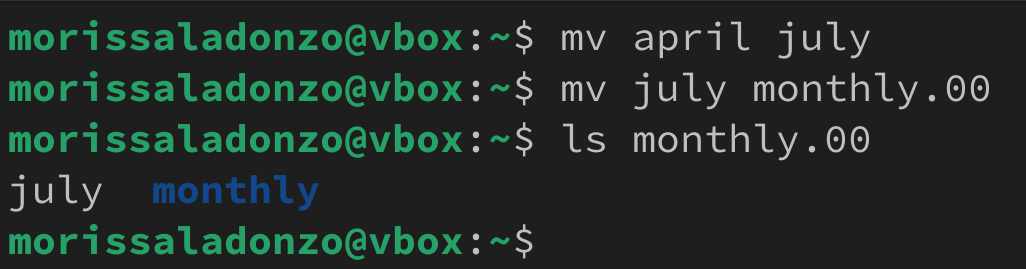 morissaladonzo@vbox:~$ mv april july
morissaladonzo@vbox:~$ mv july monthly.00
morissaladonzo@vbox:~$ ls monthly.00
july  monthly
morissaladonzo@vbox:~$